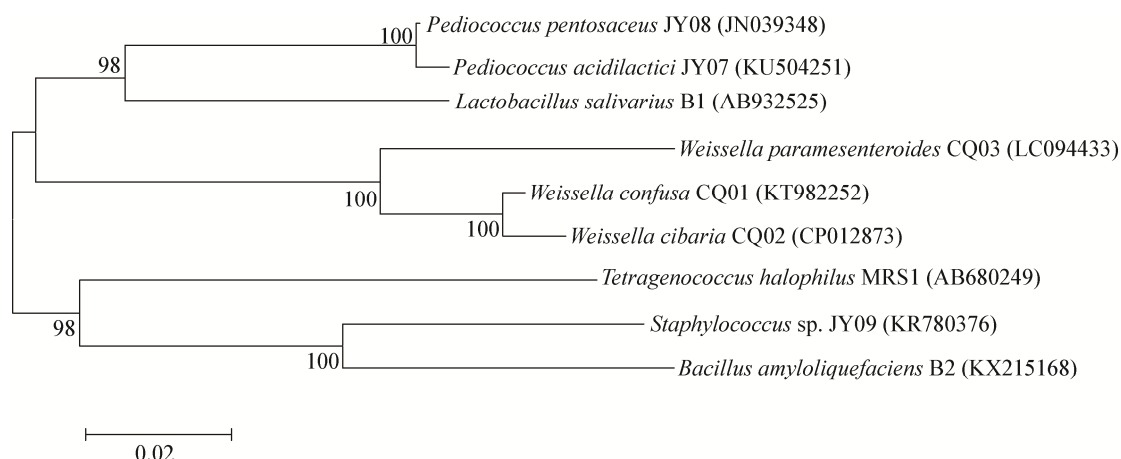 Pediococcus pentosaceus JY08 (JN039348)
100
Pediococcus acidilactici JY07 (KU504251)
98
Lactobacillus salivarius B1 (ΛB932525)
Weissella paramesenteroides CQ03 (LC094433)
100
Weissella confusa CQ01 (KT982252)
100
Weissella cibaria CQ02 (CP012873)
Tetragenococcus halophilus MRS1 (AB680249)
98
Staphylococcus sp. JY09 (KR780376)
100
Bacillus amyloliquefaciens B2 (KX215168)
0.02